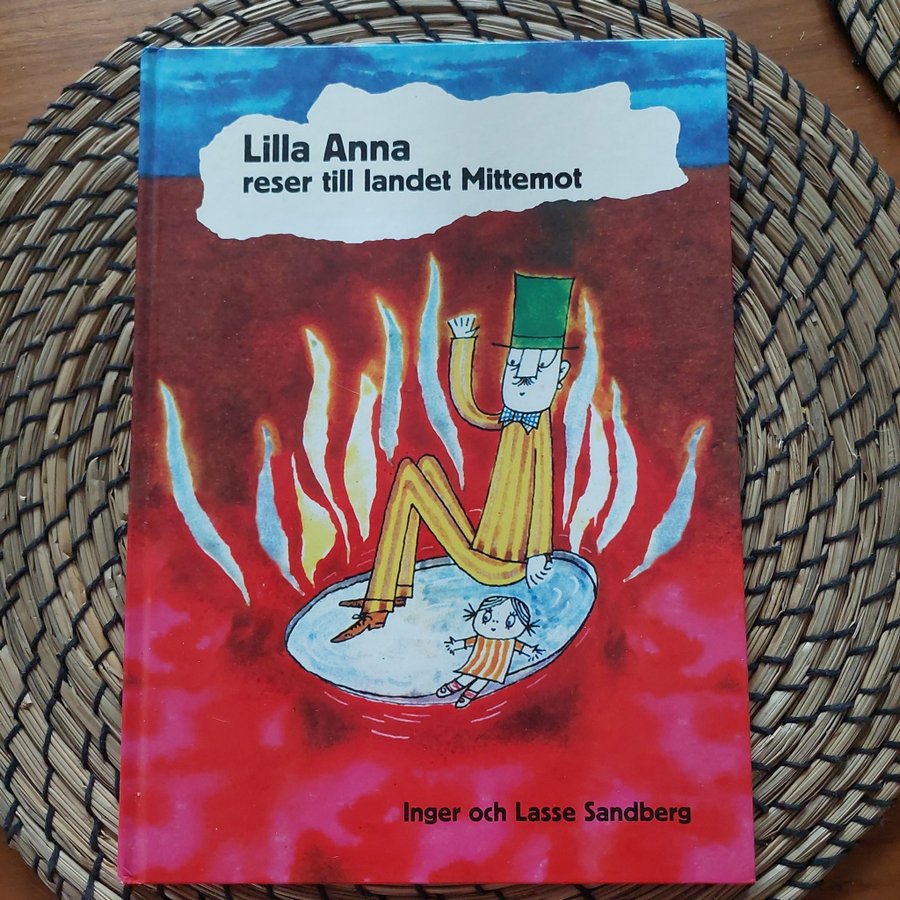 Lilla Anna
reser till landet Mittemot
Inger och Lasse Sandberg